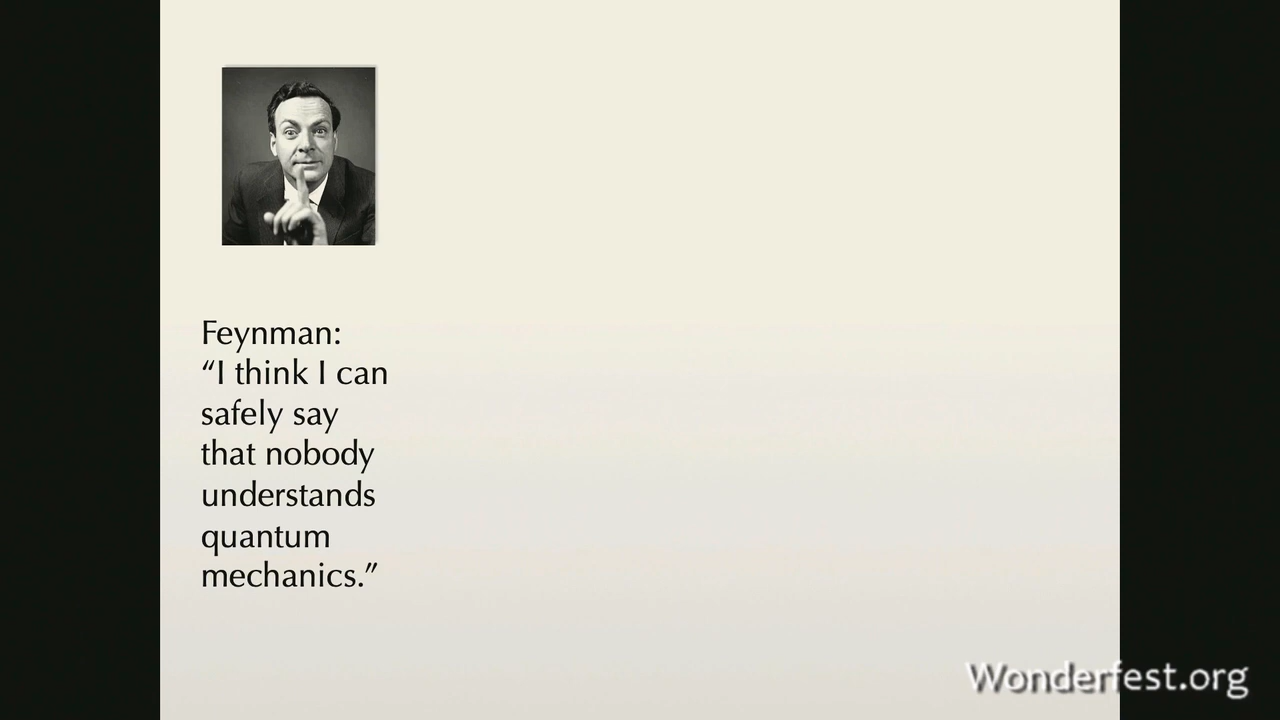 Feynman:
“I think I can
safely say
that nobody
understands
quantum
mechanics.”
Wonderfest.org